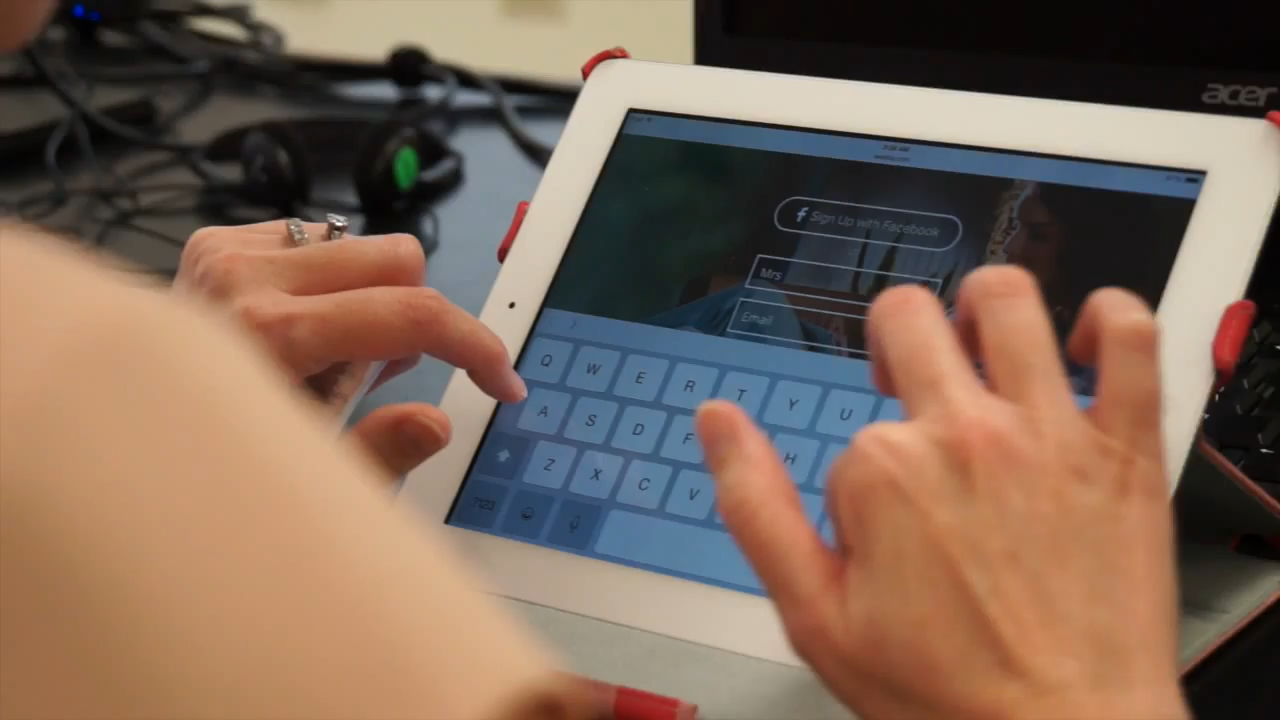 acer
f Sign Up with Facebook
Mrs
Email
Q W E R T Y U
A S D F H
Z X C V